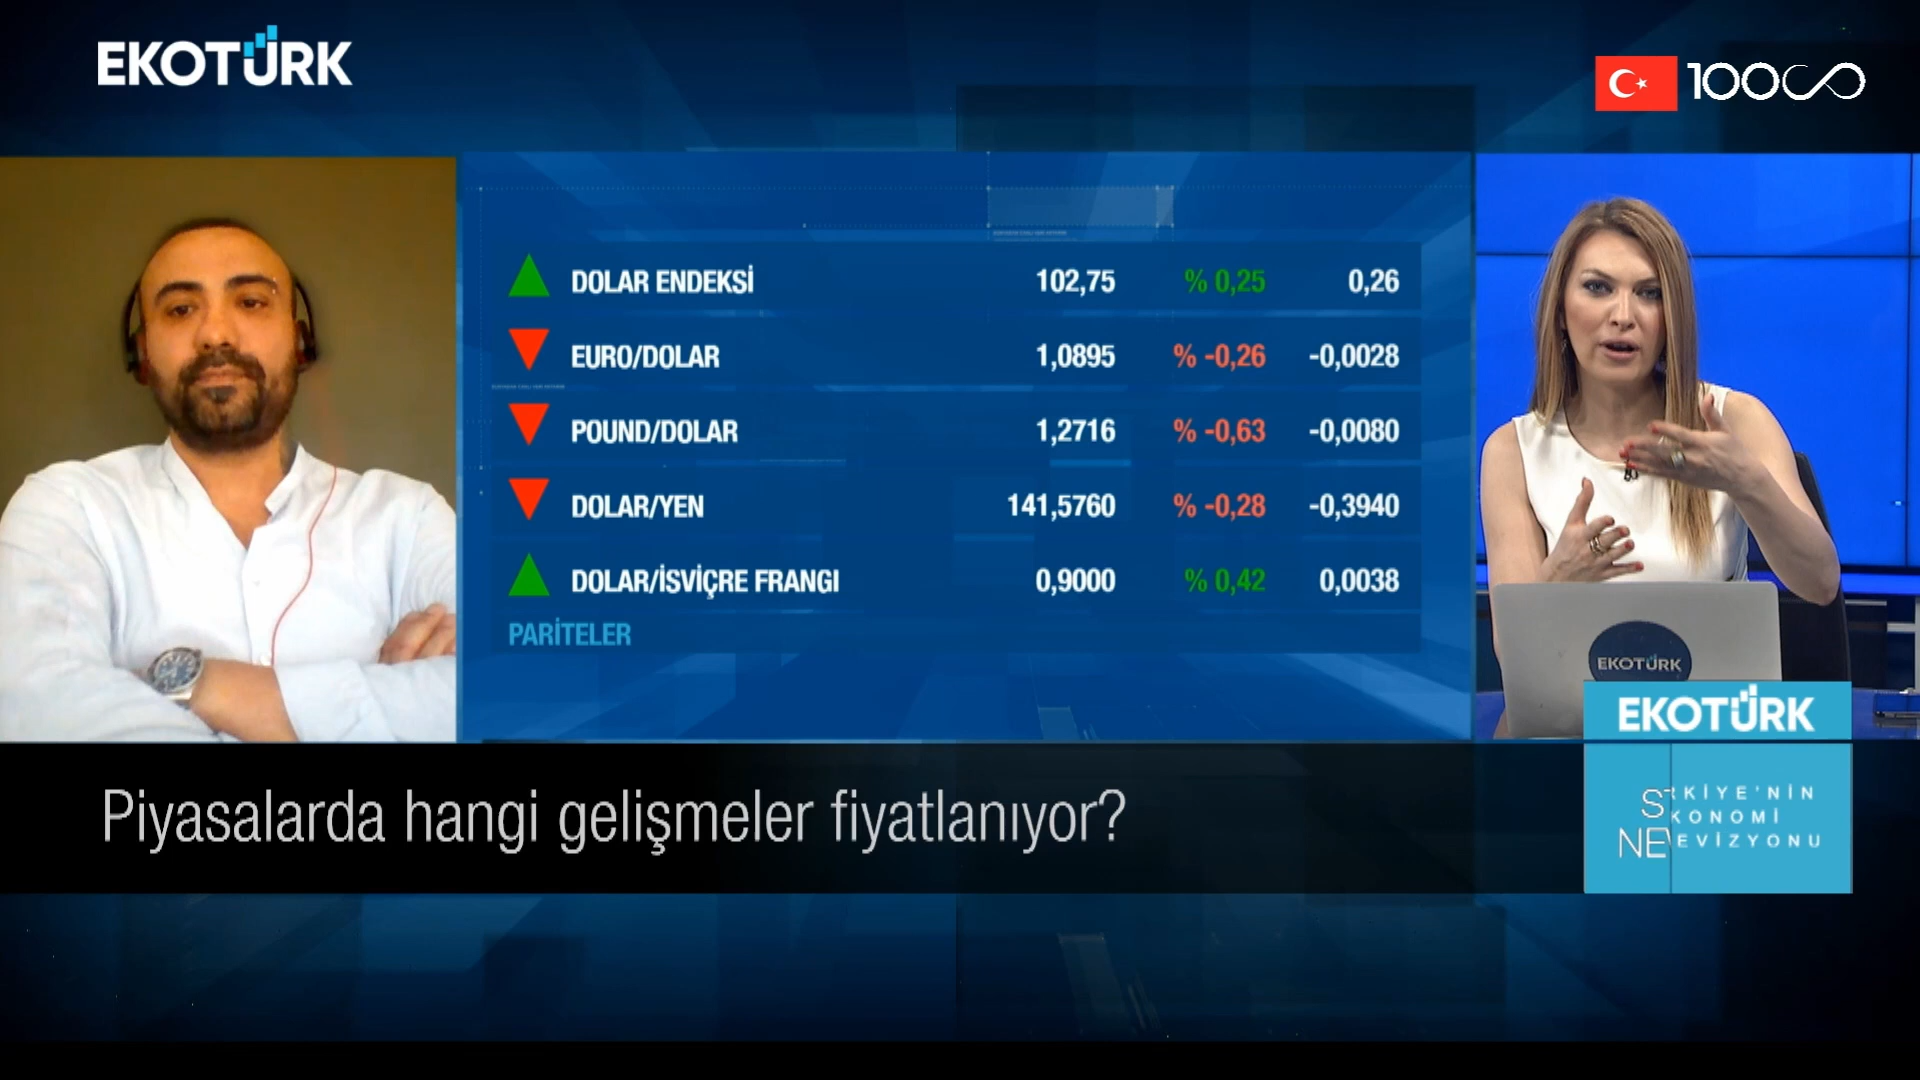 EKOTÜRK
100
DOLAR ENDEKSİ 102,75 % 0,25 0,26
EURO/DOLAR 1,0895 % -0,26 -0,0028
POUND/DOLAR 1,2716 % -0,63 -0,0080
DOLAR/YEN 141,5760 % -0,28 -0,3940
DOLAR/İSVİÇRE FRANGI 0,9000 % 0,42 0,0038
PARİTELER
EKOTÜRK
EKOTÜRK
Piyasalarda hangi gelişmeler fiyatlanıyor?